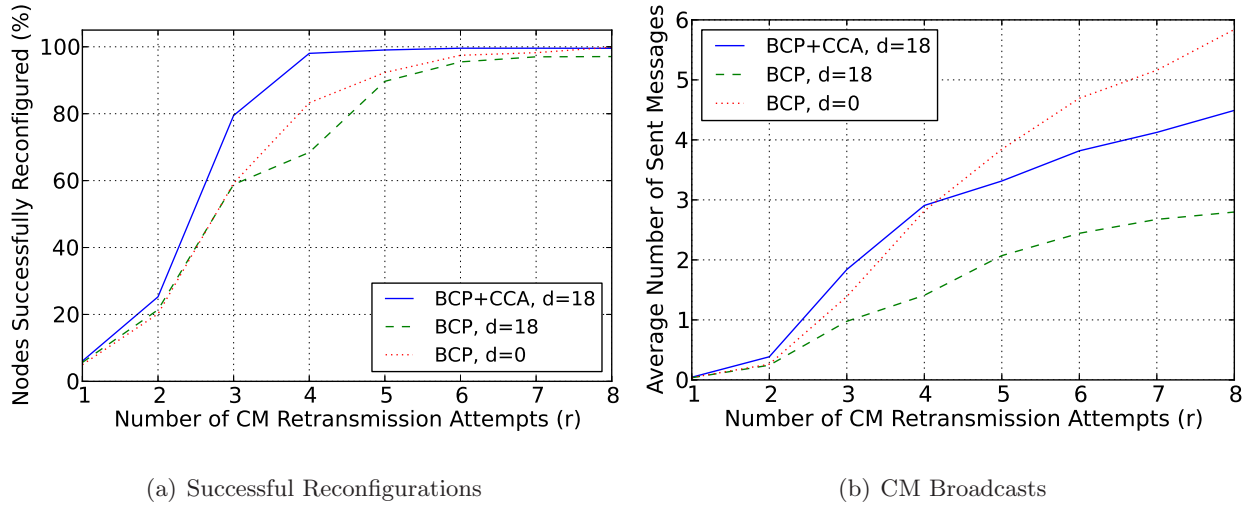 Nodes Successfully Reconfigured (%)
100
80
60
40
20
0
1 2 3 4 5 6 7 8
Number of CM Retransmission Attempts (r)
BCP+CCA, d=18
BCP, d=18
BCP, d=0
(a) Successful Reconfigurations
Average Number of Sent Messages
6
5
4
3
2
1
0
1 2 3 4 5 6 7 8
Number of CM Retransmission Attempts (r)
BCP+CCA, d=18
BCP, d=18
BCP, d=0
(b) CM Broadcasts